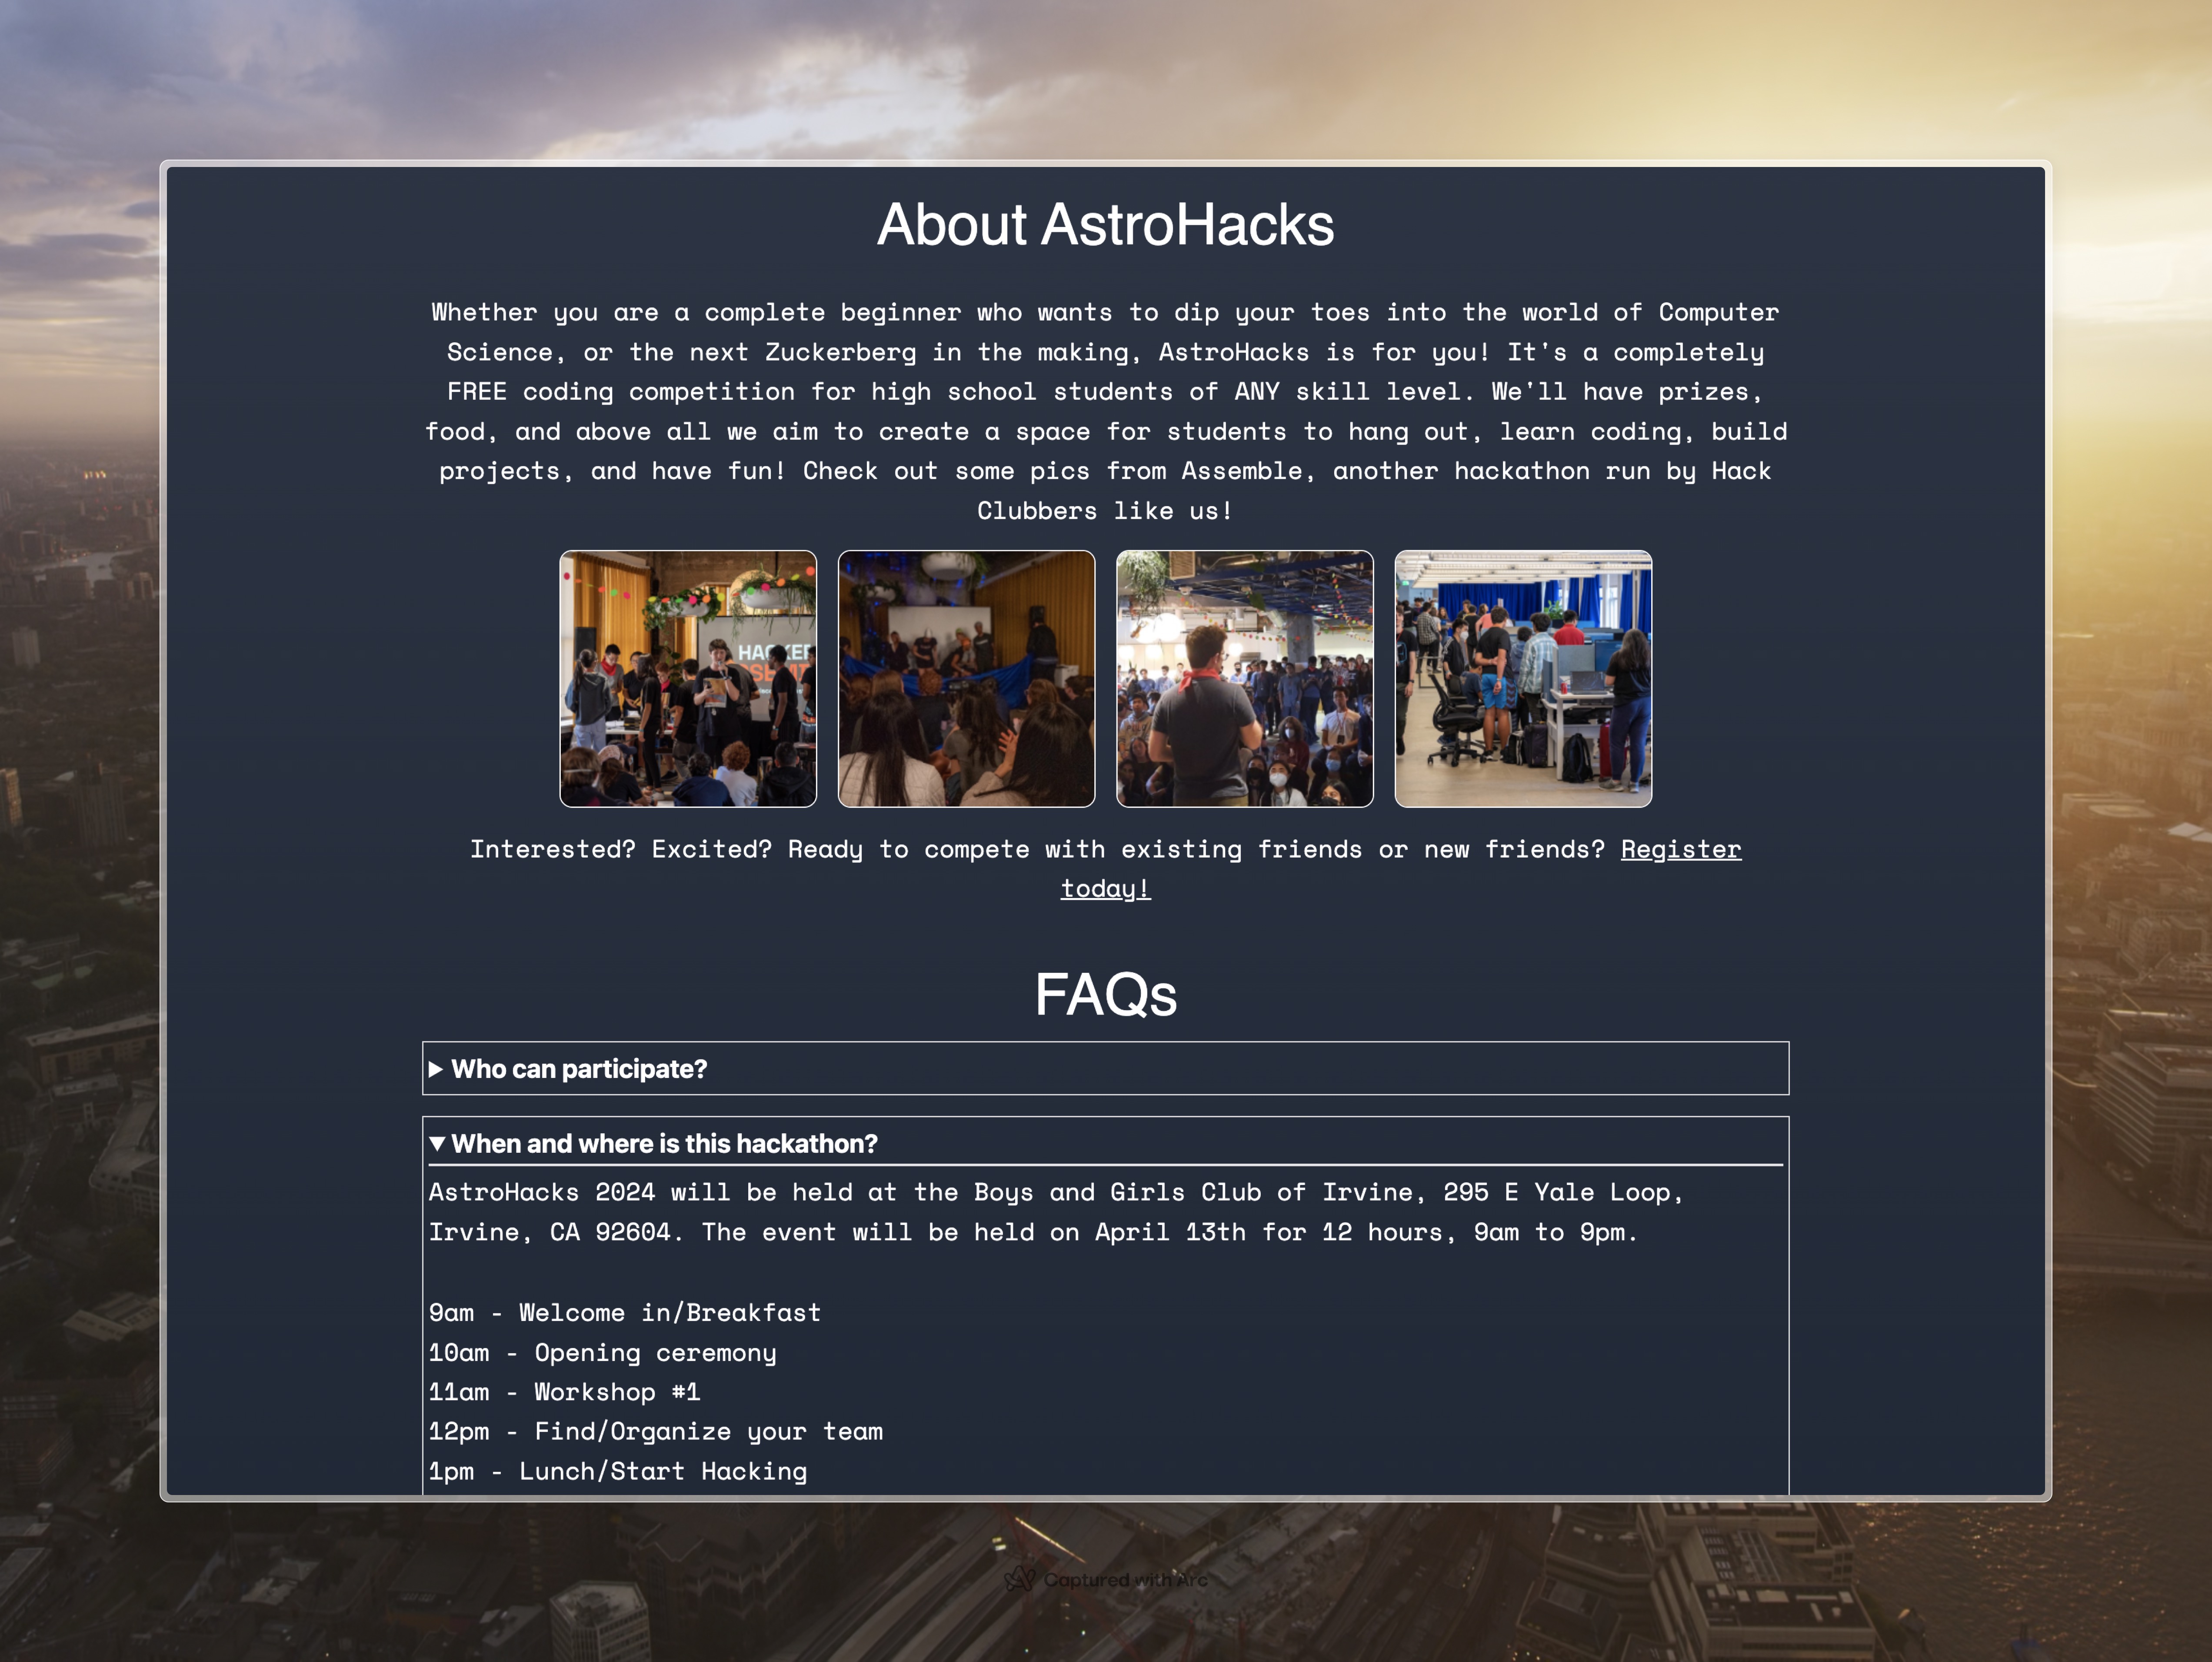 About AstroHacks
Whether you are a complete beginner who wants to dip your toes into the world of Computer
Science, or the next Zuckerberg in the making, AstroHacks is for you! It's a completely
FREE coding competition for high school students of ANY skill level. We'll have prizes,
food, and above all we aim to create a space for students to hang out, learn coding, build
projects, and have fun! Check out some pics from Assemble, another hackathon run by Hack
Clubbers like us!
HACKER
Interested? Excited? Ready to compete with existing friends or new friends? Register
today!
FAQs
Who can participate?
When and where is this hackathon?
AstroHacks 2024 will be held at the Boys and Girls Club of Irvine, 295 E Yale Loop,
Irvine, CA 92604. The event will be held on April 13th for 12 hours, 9am to 9pm.
9am - Welcome in/Breakfast
10am - Opening ceremony
11am - Workshop #1
12pm - Find/Organize your team
1pm - Lunch/Start Hacking
Captured with Arc